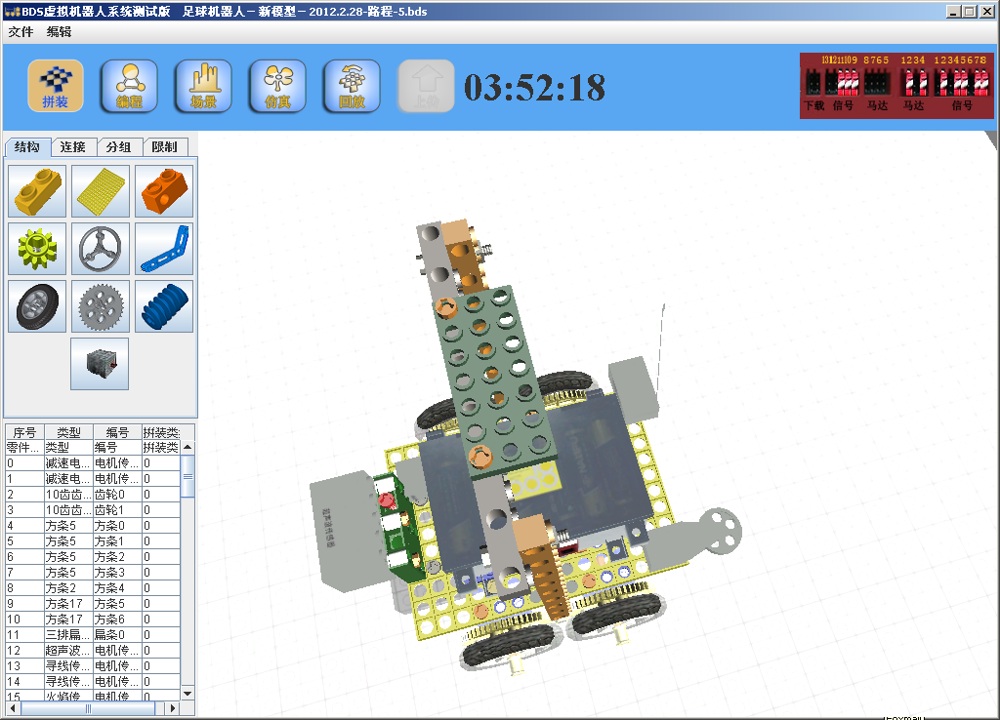 BDS虚拟机器人系统测试版 足球机器人－新模型－2012.2.28-路程-5.bds
文件 编辑
拼装 编程 场景 仿真 回放
03:52:18
13121109 8765 1234 12345678
下载 信号 马达 马达 信号
结构 连接 分组 限制
序号 类型 编号 拼装类
零件... 类型 编号 拼装类
0 减速电... 电机传... 0
1 减速电... 电机传... 0
2 10齿齿... 齿轮0 0
3 10齿齿... 齿轮1 0
4 方条5 方条0 0
5 方条5 方条1 0
6 方条5 方条2 0
7 方条5 方条3 0
8 方条2 方条4 0
9 方条17 方条5 0
10 方条17 方条6 0
11 三排扁... 扁条0 0
12 超声波... 电机传... 0
13 寻线传... 电机传... 0
14 寻线传... 电机传... 0
15 火焰传... 电机传... 0
超声波传感器